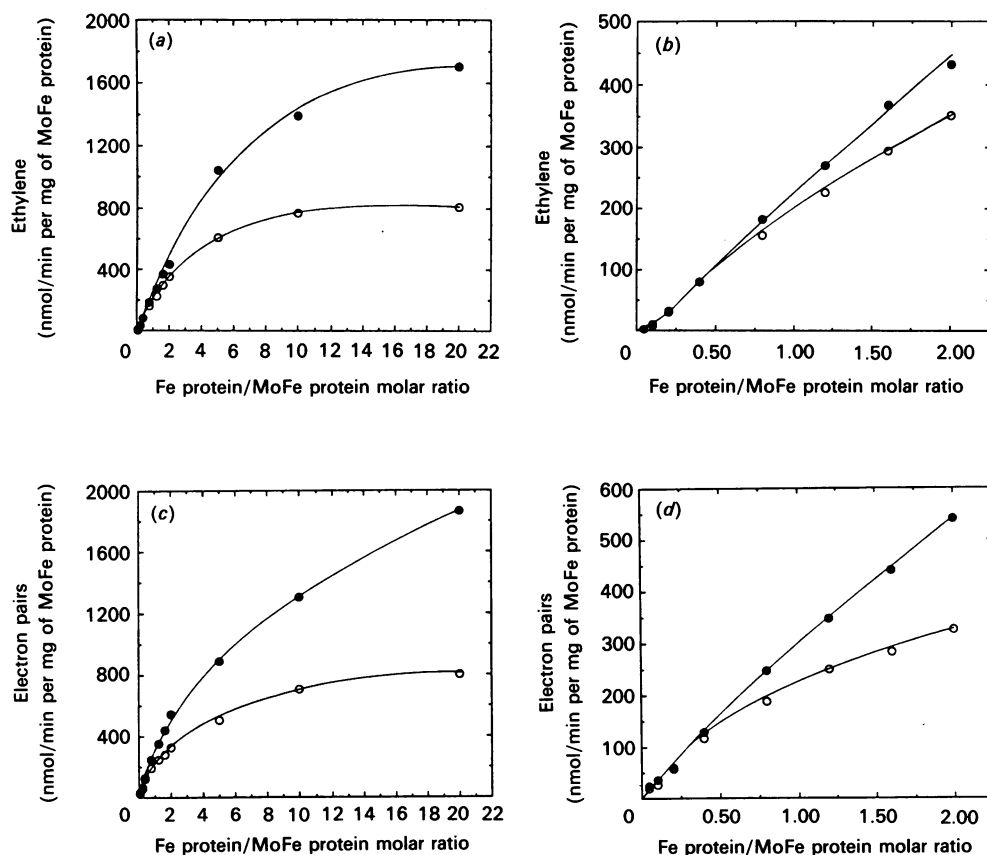 2000
1600
1200
800
400
(a)
Ethylene
(nmol/min per mg of MoFe protein)
0 2 4 6 8 10 12 14 16 18 20 22
Fe protein/MoFe protein molar ratio
500
400
300
200
100
(b)
Ethylene
(nmol/min per mg of MoFe protein)
0 0.50 1.00 1.50 2.00
Fe protein/MoFe protein molar ratio
2000
1600
1200
800
400
(c)
Electron pairs
(nmol/min per mg of MoFe protein)
0 2 4 6 8 10 12 14 16 18 20 22
Fe protein/MoFe protein molar ratio
600
500
400
300
200
100
(d)
Electron pairs
(nmol/min per mg of MoFe protein)
0 0.50 1.00 1.50 2.00
Fe protein/MoFe protein molar ratio